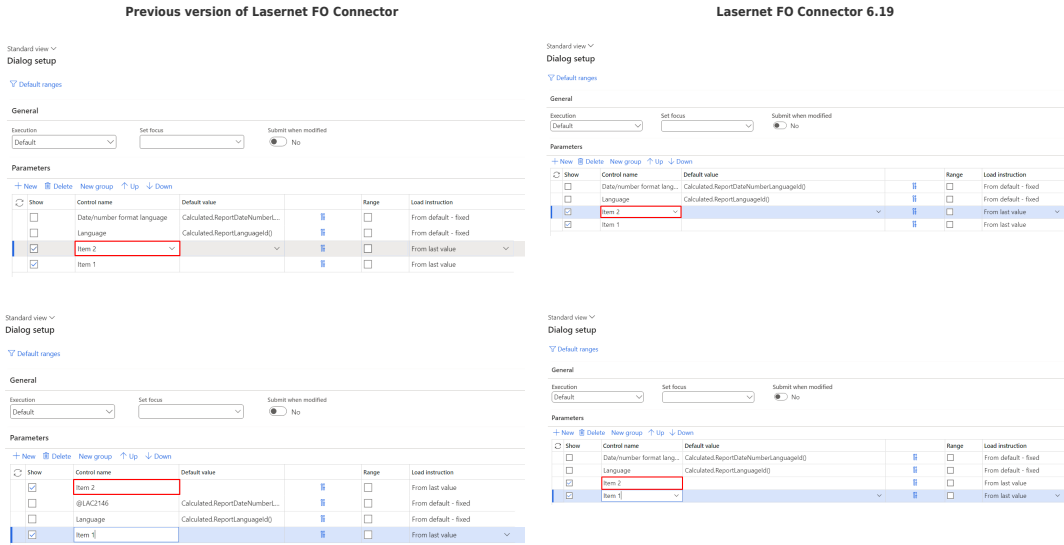 Previous version of Lasernet FO Connector
Lasernet FO Connector 6.19
Standard view
Dialog setup
Default ranges
General
Execution Set focus Submit when modified
Default No
Parameters
New Delete New group Up Down
Show Control name Default value Range Load instruction
Date/number format language Calculated.ReportDateNumberL... From default - fixed
Language Calculated.ReportLanguageId() From default - fixed
Item 2 From last value
Item 1 From last value
Standard view
Dialog setup
Default ranges
General
Execution Set focus Submit when modified
Default No
Parameters
New Delete New group Up Down
Show Control name Default value Range Load instruction
Date/number format lang... Calculated.ReportDateNumberLanguageId() From default - fixed
Language Calculated.ReportLanguageId() From default - fixed
Item 2 From last value
Item 1 From last value
Standard view
Dialog setup
Default ranges
General
Execution Set focus Submit when modified
Default No
Parameters
New Delete New group Up Down
Show Control name Default value Range Load instruction
Item 2 From last value
@LAC2146 Calculated.ReportDateNumberL... From default - fixed
Language Calculated.ReportLanguageId() From default - fixed
Item 1 From last value
Standard view
Dialog setup
Default ranges
General
Execution Set focus Submit when modified
Default No
Parameters
New Delete New group Up Down
Show Control name Default value Range Load instruction
Date/number format lang... Calculated.ReportDateNumberLanguageId() From default - fixed
Language Calculated.ReportLanguageId() From default - fixed
Item 2 From last value
Item 1 From last value